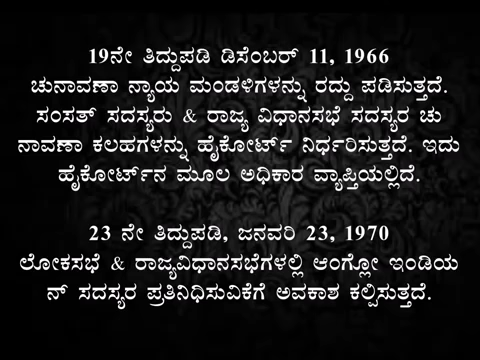 19ನೇ ತಿದ್ದುಪಡಿ ಡಿಸೆಂಬರ್ 11, 1966
ಚುನಾವಣಾ ನ್ಯಾಯ ಮಂಡಳಿಗಳನ್ನು ರದ್ದು ಪಡಿಸುತ್ತದೆ.
ಸಂಸತ್ ಸದಸ್ಯರು & ರಾಜ್ಯ ವಿಧಾನಸಭೆ ಸದಸ್ಯರ ಚು
ನಾವಣಾ ಕಲಹಗಳನ್ನು ಹೈಕೋರ್ಟ್ ನಿರ್ಧರಿಸುತ್ತದೆ. ಇದು
ಹೈಕೋರ್ಟ್‌ನ ಮೂಲ ಅಧಿಕಾರ ವ್ಯಾಪ್ತಿಯಲ್ಲಿದೆ.
23 ನೇ ತಿದ್ದುಪಡಿ, ಜನವರಿ 23, 1970
ಲೋಕಸಭೆ & ರಾಜ್ಯವಿಧಾನಸಭೆಗಳಲ್ಲಿ ಆಂಗ್ಲೋ ಇಂಡಿಯ
ನ್ ಸದಸ್ಯರ ಪ್ರತಿನಿಧಿಸುವಿಕೆಗೆ ಅವಕಾಶ ಕಲ್ಪಿಸುತ್ತದೆ.